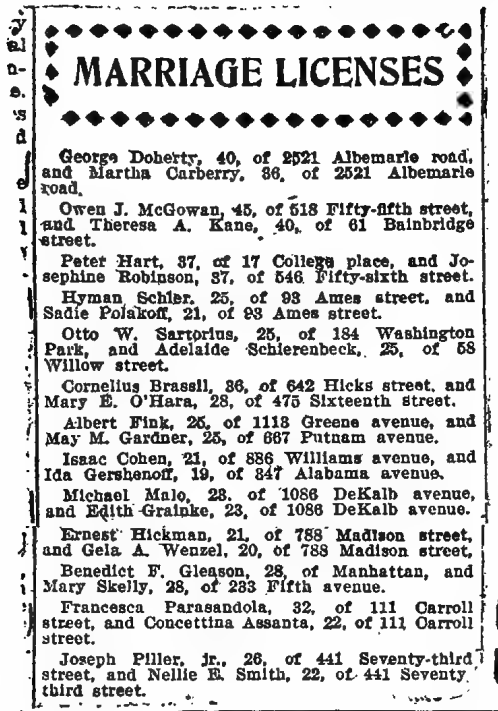 y
al
n-
e.
's
d
MARRIAGE LICENSES
George Doherty, 40, of 2521 Albemarle road,
and Martha Carberry, 36, of 2521 Albemarle
road.
Owen J. McGowan, 45, of 518 Fifty-fifth street,
and Theresa A. Kane, 40, of 61 Bainbridge
street.
Peter Hart, 37, of 17 College place, and Jo-
sephine Robinson, 37, of 546 Fifty-sixth street.
Hyman Schier, 25, of 93 Ames street, and
Sadie Polakoff, 21, of 93 Ames street.
Otto W. Sartorius, 25, of 184 Washington
Park, and Adelaide Schierenbeck, 25, of 58
Willow street.
Cornelius Brassil, 36, of 642 Hicks street, and
Mary E. O'Hara, 28, of 475 Sixteenth street.
Albert Fink, 25, of 1113 Greene avenue, and
May M. Gardner, 25, of 667 Putnam avenue.
Isaac Cohen, 21, of 886 Williams avenue, and
Ida Gershenoff, 19, of 347 Alabama avenue.
Michael Malo, 23, of 1086 DeKalb avenue,
and Edith Grainke, 23, of 1086 DeKalb avenue.
Ernest Hickman, 21, of 788 Madison street,
and Gela A. Wenzel, 20, of 788 Madison street,
Benedict F. Gleason, 28, of Manhattan, and
Mary Skelly, 28, of 233 Fifth avenue.
Francesca Parasandola, 32, of 111 Carroll
street, and Concettina Assanta, 22, of 111 Carroll
street.
Joseph Piller, jr., 26, of 441 Seventy-third
street, and Nellie E. Smith, 22, of 441 Seventy
third street.